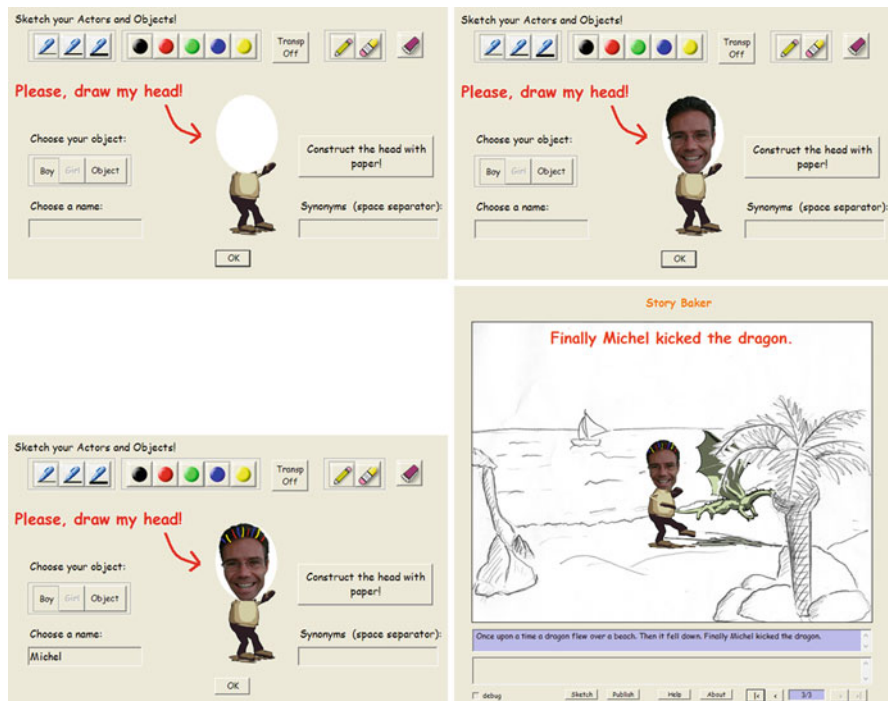 Sketch your Actors and Objects!
Transp
Off
Please, draw my head!
Choose your object:
Boy Girl Object
Construct the head with
paper!
Choose a name:
Synonyms (space separator):
OK
Sketch your Actors and Objects!
Transp
Off
Please, draw my head!
Choose your object:
Boy Girl Object
Construct the head with
paper!
Choose a name:
Synonyms (space separator):
OK
Sketch your Actors and Objects!
Transp
Off
Please, draw my head!
Choose your object:
Boy Girl Object
Construct the head with
paper!
Choose a name:
Synonyms (space separator):
Michel
OK
Story Baker
Finally Michel kicked the dragon.
Once upon a time a dragon flew over a beach. Then it fell down. Finally Michel kicked the dragon.
debug Sketch Publish Help About |< < 3/3 > >|